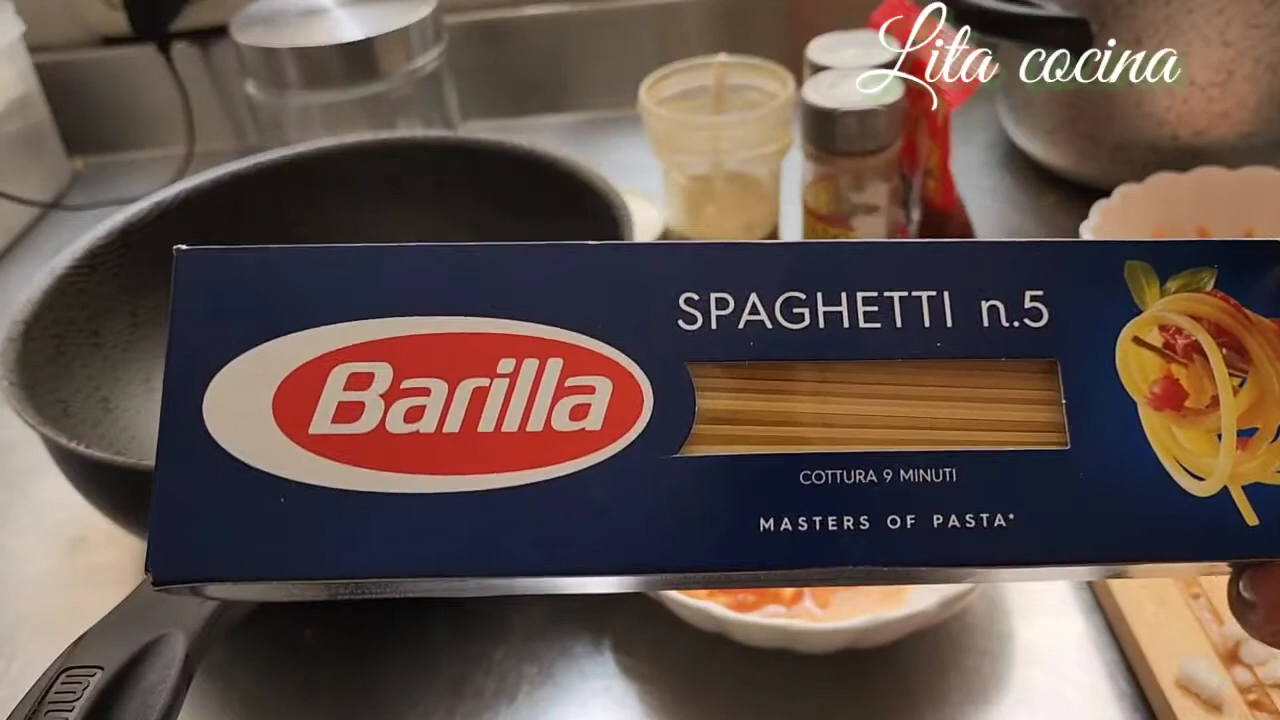 Lita cocina
SPAGHETTI n.5
Barilla
COTTURA 9 MINUTI
MASTERS OF PASTA*